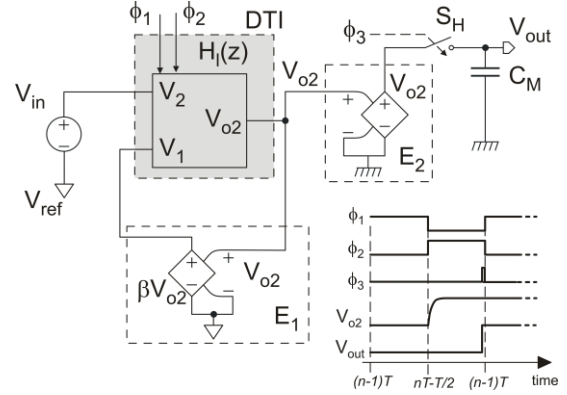 ϕ1 ϕ2 DTI
HI(z)
ϕ3 SH Vout
Vin V2 Vo2 Vo2 Vo2 CM
V1
E2
Vref
βVo2 Vo2
E1
ϕ1
ϕ2
ϕ3
Vo2
Vout
(n-1)T nT-T/2 (n-1)T time